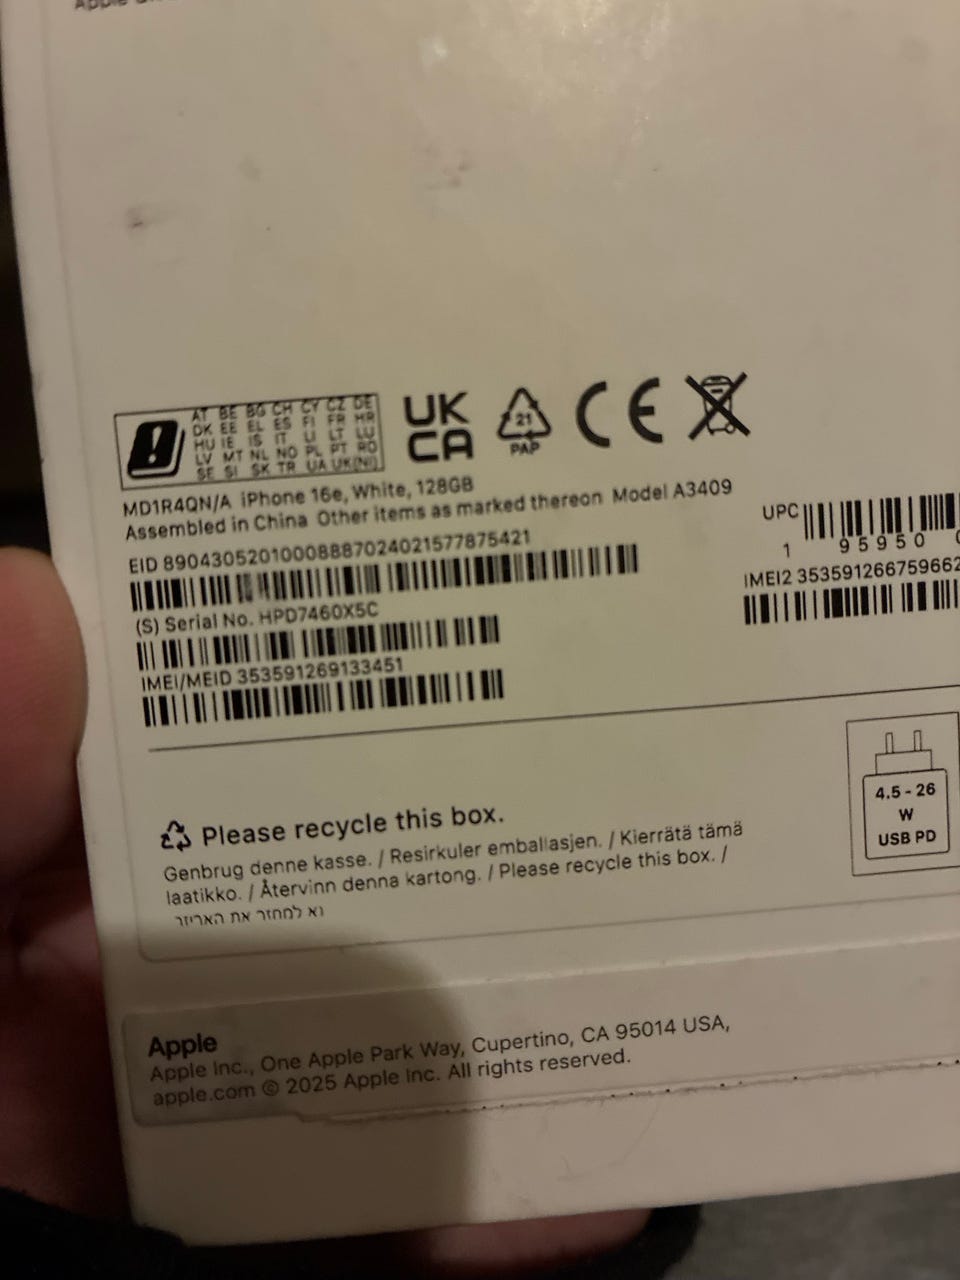 Apple
AT BE BG CH CY CZ DE
DK EE EL ES FI FR HR
HU IE IS IT LI LT LU
LV MT NL NO PL PT RO
SE SI SK TR UA UK(NI)
UK
CA
21
PAP
CE
MD1R4QN/A iPhone 16e, White, 128GB
Assembled in China Other items as marked thereon Model A3409
EID 89043052010008887024021577875421
(S) Serial No. HPD7460X5C
IMEI/MEID 353591269133451
UPC
1 95950
IMEI2 353591266759662
4.5 - 26
W
USB PD
Please recycle this box.
Genbrug denne kasse. / Resirkuler emballasjen. / Kierrätä tämä
laatikko. / Återvinn denna kartong. / Please recycle this box. /
נא למחזר את האריזה
Apple
Apple Inc., One Apple Park Way, Cupertino, CA 95014 USA,
apple.com © 2025 Apple Inc. All rights reserved.